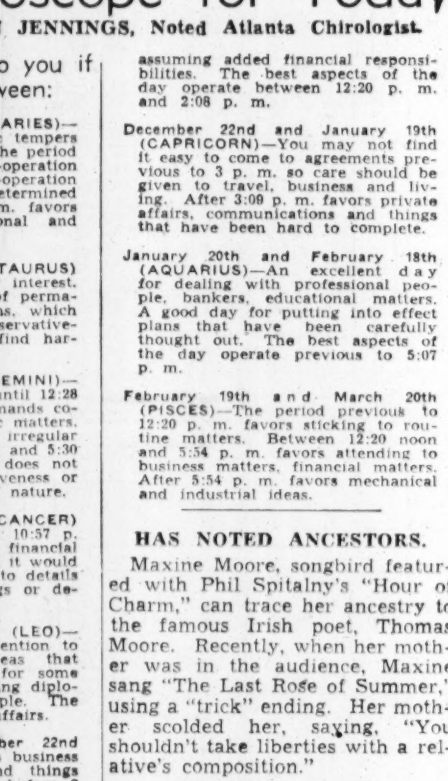 oscope for Today
JENNINGS, Noted Atlanta Chirologist.
o you if
ween:
ARIES)—
tempers
he period
-operation
-operation
etermined
m. favors
onal and
TAURUS)
interest.
of perma-
ns, which
servative-
find har-
EMINI)—
until 12:28
mands co-
matters.
irregular
and 5:30
does not
veness or
nature.
CANCER)
10:57 p.
financial
it would
to details
gs or de-
(LEO)—
ention to
eas that
for some
ng diplo-
ple. The
affairs.
ber 22nd
business
nd things
assuming added financial responsi-
bilities. The best aspects of the
day operate between 12:20 p. m.
and 2:08 p. m.
December 22nd and January 19th
(CAPRICORN)—You may not find
it easy to come to agreements pre-
vious to 3 p. m. so care should be
given to travel, business and liv-
ing. After 3:09 p. m. favors private
affairs, communications and things
that have been hard to complete.
January 20th and February 18th
(AQUARIUS)—An excellent day
for dealing with professional peo-
ple, bankers, educational matters.
A good day for putting into effect
plans that have been carefully
thought out. The best aspects of
the day operate previous to 5:07
p. m.
February 19th and March 20th
(PISCES)—The period previous to
12:20 p. m. favors sticking to rou-
tine matters. Between 12:20 noon
and 5:54 p. m. favors attending to
business matters, financial matters.
After 5:54 p. m. favors mechanical
and industrial ideas.
HAS NOTED ANCESTORS.
Maxine Moore, songbird featur-
ed with Phil Spitalny's "Hour of
Charm," can trace her ancestry to
the famous Irish poet, Thomas
Moore. Recently, when her moth-
er was in the audience, Maxine
sang "The Last Rose of Summer,"
using a "trick" ending. Her moth-
er scolded her, saying, "You
shouldn't take liberties with a rel-
ative's composition."